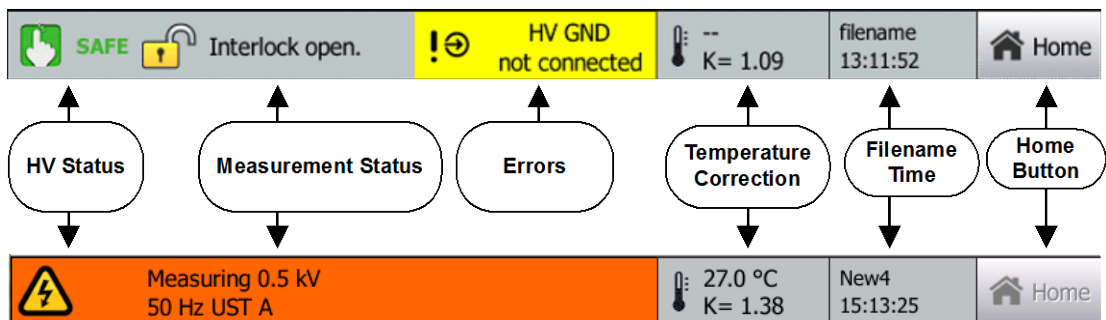 SAFE
Interlock open.
HV GND
not connected
--
K= 1.09
filename
13:11:52
Home
HV Status
Measurement Status
Errors
Temperature
Correction
Filename
Time
Home
Button
Measuring 0.5 kV
50 Hz UST A
27.0 °C
K= 1.38
New4
15:13:25
Home